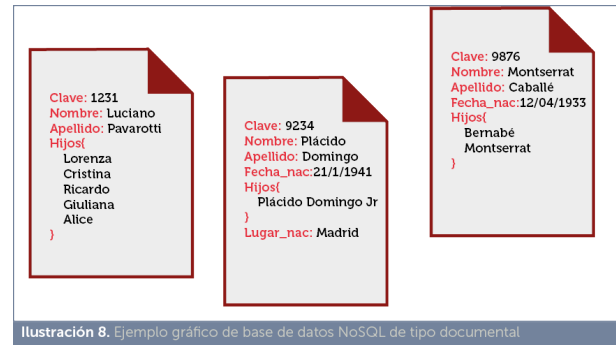 Clave: 1231
Nombre: Luciano
Apellido: Pavarotti
Hijos{
Lorenza
Cristina
Ricardo
Giuliana
Alice
}
Clave: 9234
Nombre: Plácido
Apellido: Domingo
Fecha_nac:21/1/1941
Hijos{
Plácido Domingo Jr
}
Lugar_nac: Madrid
Clave: 9876
Nombre: Montserrat
Apellido: Caballé
Fecha_nac:12/04/1933
Hijos{
Bernabé
Montserrat
}
Ilustración 8. Ejemplo gráfico de base de datos NoSQL de tipo documental